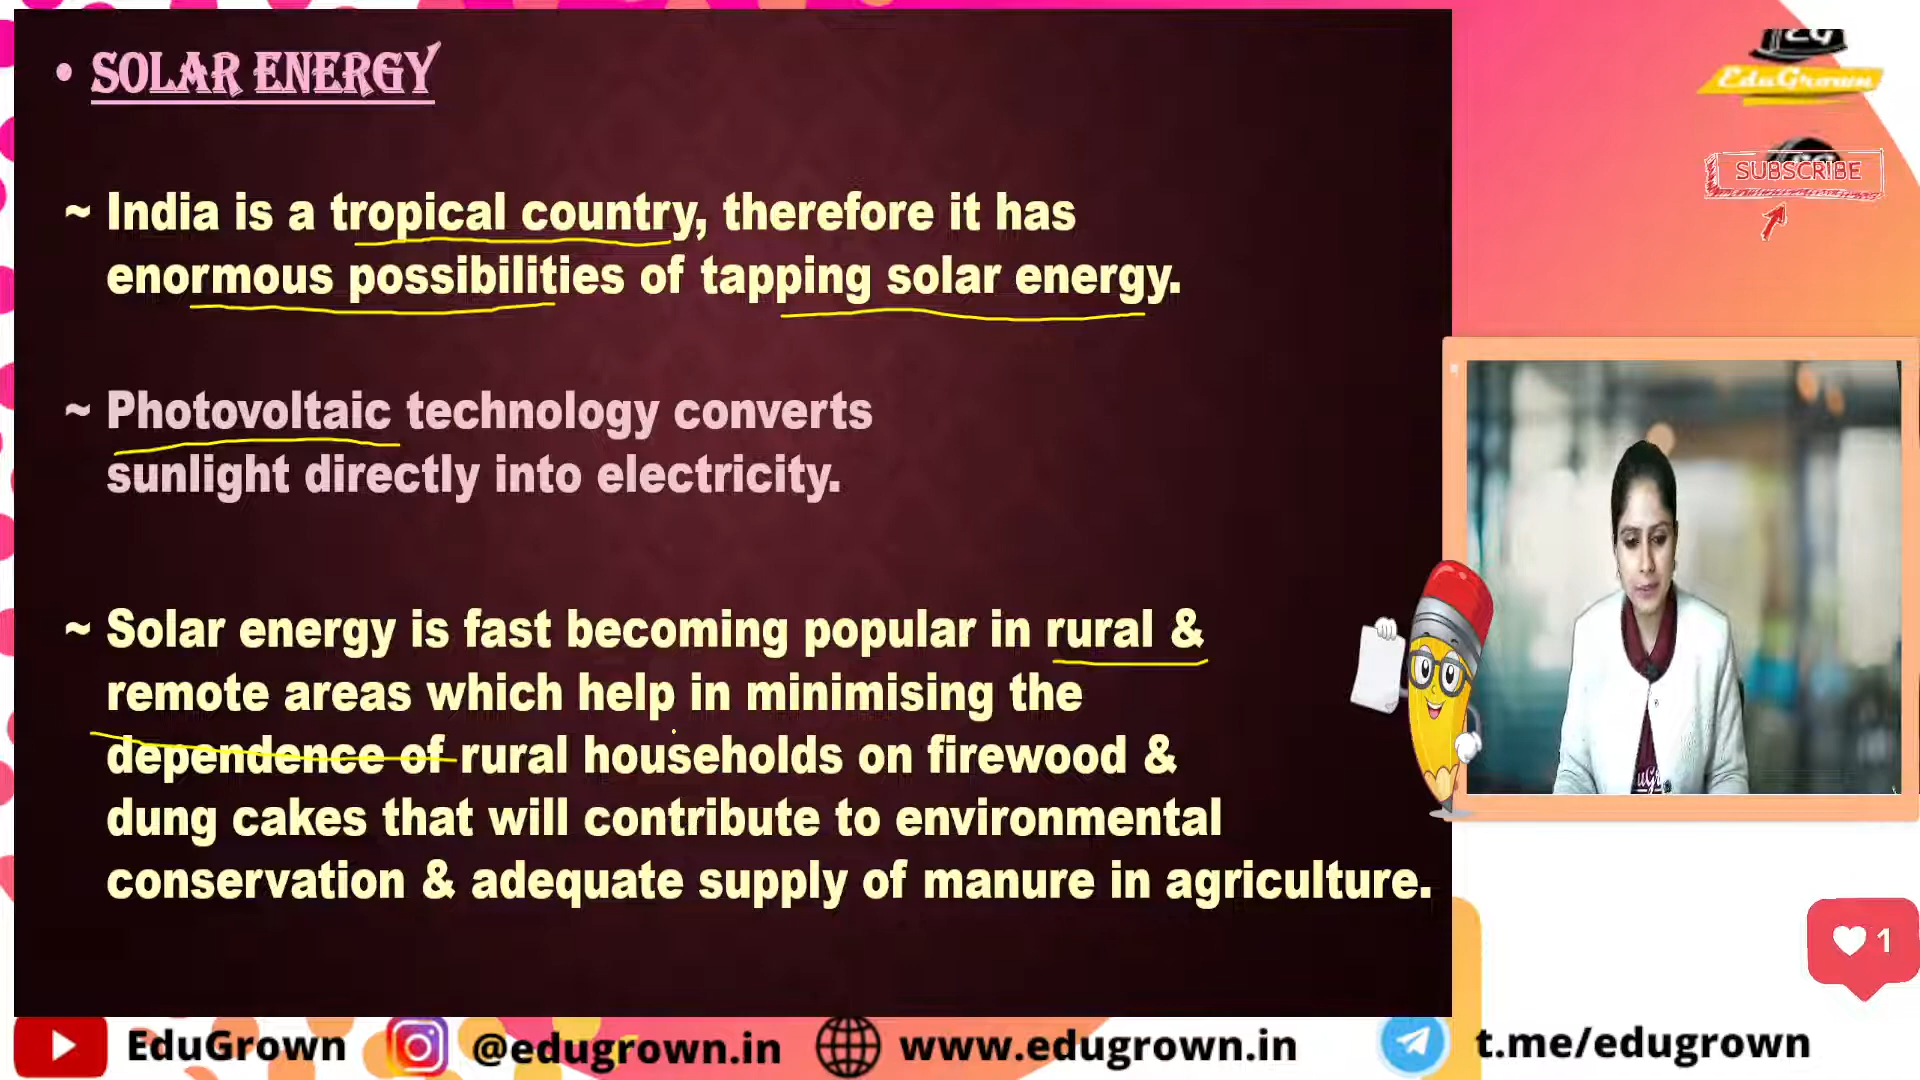 • SOLAR ENERGY
~ India is a tropical country, therefore it has
enormous possibilities of tapping solar energy.
~ Photovoltaic technology converts
sunlight directly into electricity.
~ Solar energy is fast becoming popular in rural &
remote areas which help in minimising the
dependence of rural households on firewood &
dung cakes that will contribute to environmental
conservation & adequate supply of manure in agriculture.
EduGrown
SUBSCRIBE
1
EduGrown
@edugrown.in
www.edugrown.in
t.me/edugrown